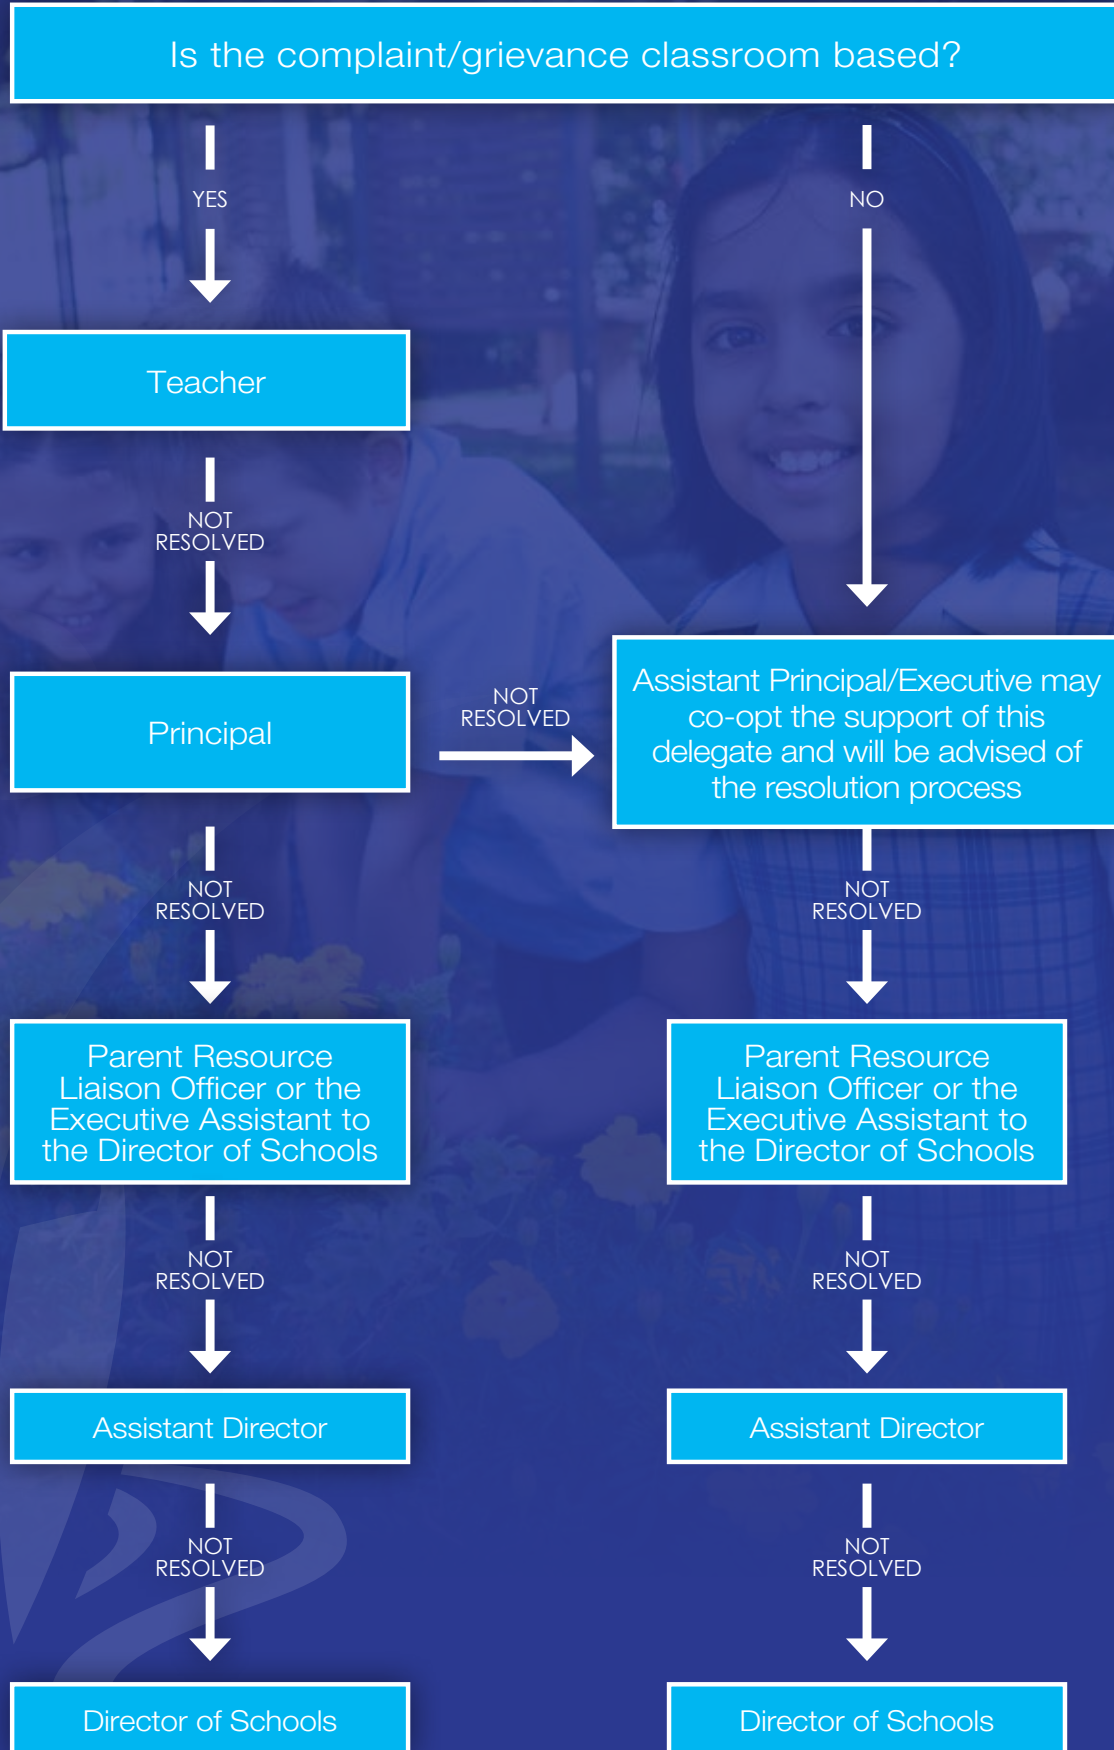 Is the complaint/grievance classroom based?
YES
NO
Teacher
NOT
RESOLVED
Principal
NOT
RESOLVED
Assistant Principal/Executive may
co-opt the support of this
delegate and will be advised of
the resolution process
NOT
RESOLVED
NOT
RESOLVED
Parent Resource
Liaison Officer or the
Executive Assistant to
the Director of Schools
Parent Resource
Liaison Officer or the
Executive Assistant to
the Director of Schools
NOT
RESOLVED
NOT
RESOLVED
Assistant Director
Assistant Director
NOT
RESOLVED
NOT
RESOLVED
Director of Schools
Director of Schools